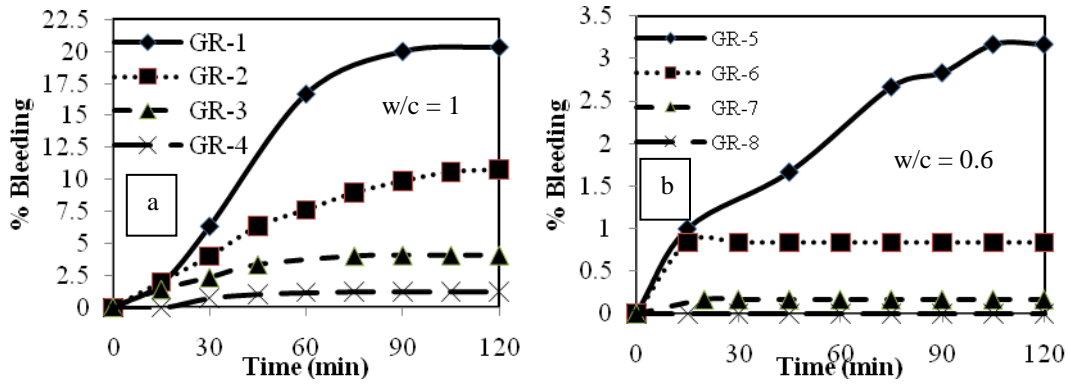 % Bleeding
22.5
20
17.5
15
12.5
10
7.5
5
2.5
0
GR-1
GR-2
GR-3
GR-4
w/c = 1
a
0
30
60
90
120
Time (min)
% Bleeding
3.5
3
2.5
2
1.5
1
0.5
0
GR-5
GR-6
GR-7
GR-8
w/c = 0.6
b
0
30
60
90
120
Time (min)